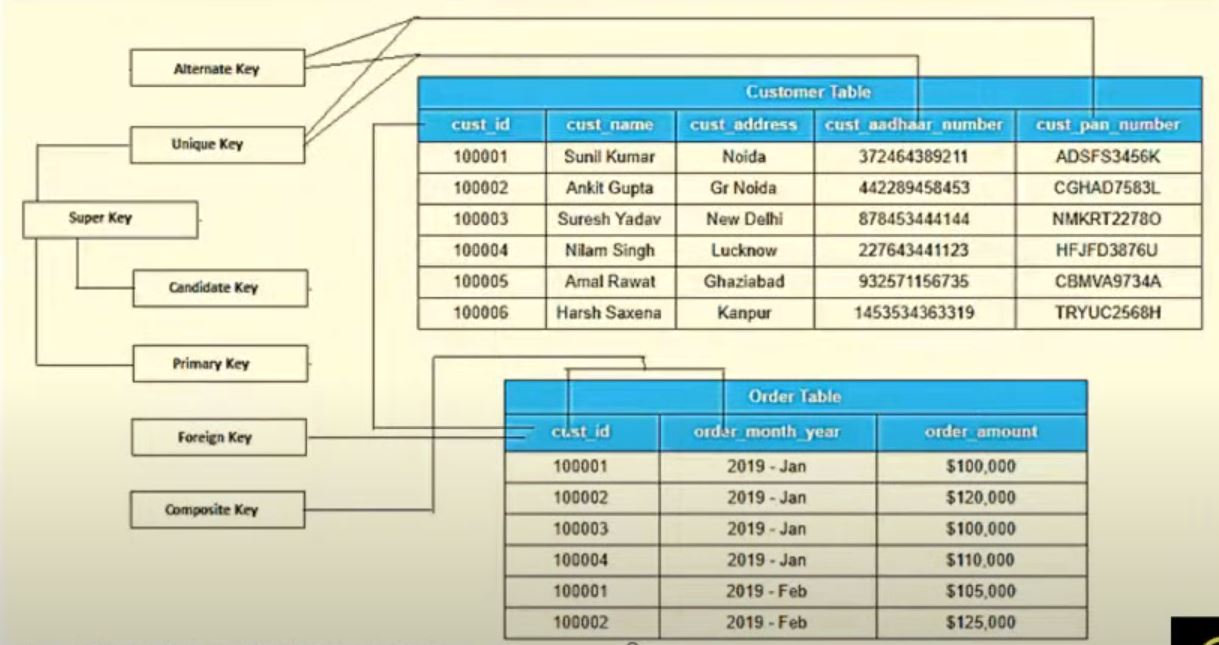 Alternate Key
Unique Key
Super Key
Candidate Key
Primary Key
Foreign Key
Composite Key
Customer Table
cust_id cust_name cust_address cust_aadhaar_number cust_pan_number
100001 Sunil Kumar Noida 372464389211 ADSFS3456K
100002 Ankit Gupta Gr Noida 442289458453 CGHAD7583L
100003 Suresh Yadav New Delhi 878453444144 NMKRT2278O
100004 Nilam Singh Lucknow 227643441123 HFJFD3876U
100005 Amal Rawat Ghaziabad 932571156735 CBMVA9734A
100006 Harsh Saxena Kanpur 1453534363319 TRYUC2568H
Order Table
cust_id order_month_year order_amount
100001 2019 - Jan $100,000
100002 2019 - Jan $120,000
100003 2019 - Jan $100,000
100004 2019 - Jan $110,000
100001 2019 - Feb $105,000
100002 2019 - Feb $125,000